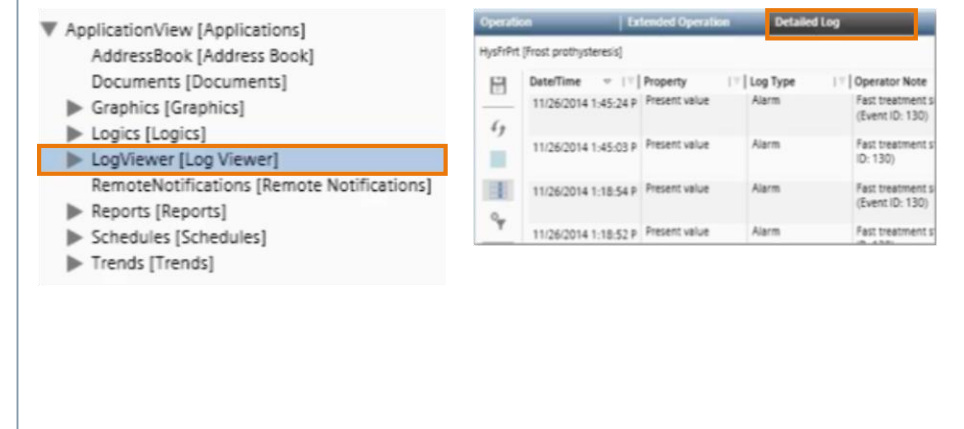 ApplicationView [Applications]
AddressBook [Address Book]
Documents [Documents]
Graphics [Graphics]
Logics [Logics]
LogViewer [Log Viewer]
RemoteNotifications [Remote Notifications]
Reports [Reports]
Schedules [Schedules]
Trends [Trends]
Operation Extended Operation Detailed Log
HysFrPrt [Frost prothysteresis]
Date/Time Property Log Type Operator Note
11/26/2014 1:45:24 P Present value Alarm Fast treatment s
(Event ID: 130)
11/26/2014 1:45:03 P Present value Alarm Fast treatment s
ID: 130)
11/26/2014 1:18:54 P Present value Alarm Fast treatment s
(Event ID: 130)
11/26/2014 1:18:52 P Present value Alarm Fast treatment s